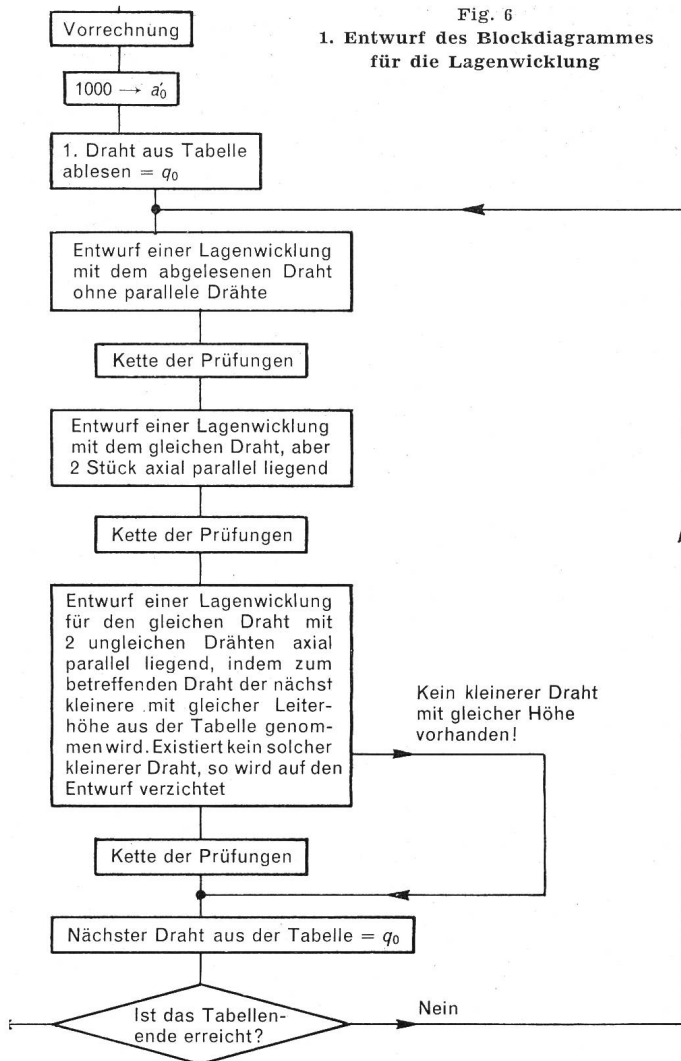 Fig. 6
1. Entwurf des Blockdiagrammes
für die Lagenwicklung
Vorrechnung
1000 → a′₀
1. Draht aus Tabelle
ablesen = q₀
Entwurf einer Lagenwicklung
mit dem abgelesenen Draht
ohne parallele Drähte
Kette der Prüfungen
Entwurf einer Lagenwicklung
mit dem gleichen Draht, aber
2 Stück axial parallel liegend
Kette der Prüfungen
Entwurf einer Lagenwicklung
für den gleichen Draht mit
2 ungleichen Drähten axial
parallel liegend, indem zum
betreffenden Draht der nächst
kleinere mit gleicher Leiter-
höhe aus der Tabelle genom-
men wird. Existiert kein solcher
kleinerer Draht, so wird auf den
Entwurf verzichtet
Kein kleinerer Draht
mit gleicher Höhe
vorhanden!
Kette der Prüfungen
Nächster Draht aus der Tabelle = q₀
Ist das Tabellen-
ende erreicht?
Nein